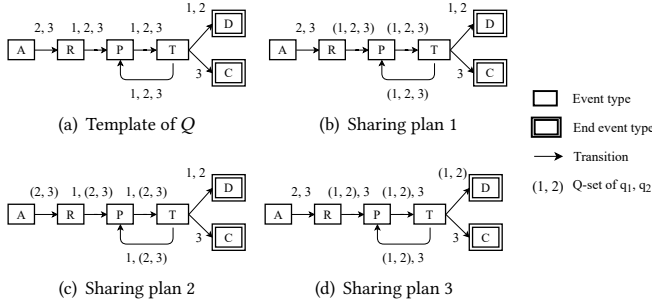 1, 2
D
2, 3
1, 2, 3
1, 2, 3
A
R
P
T
3
C
1, 2, 3
(a) Template of Q
1, 2
D
2, 3
(1, 2, 3)
(1, 2, 3)
A
R
P
T
3
C
(1, 2, 3)
(b) Sharing plan 1
1, 2
D
(2, 3)
1, (2, 3)
1, (2, 3)
A
R
P
T
3
C
1, (2, 3)
(c) Sharing plan 2
(1, 2)
D
2, 3
(1, 2), 3
(1, 2), 3
A
R
P
T
3
C
(1, 2), 3
(d) Sharing plan 3
Event type
End event type
Transition
(1, 2) Q-set of q₁, q₂